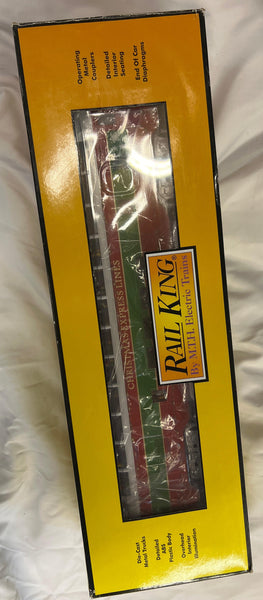 Operating
Metal
Couplers
Detailed
Interior
Seating
End Of Car
Diaphragms
CHRISTMAS EXPRESS LINES
RAIL KING®
By M.T.H. Electric Trains
Die-Cast
Metal Trucks
Detailed
ABS
Plastic Body
Overhead
Interior
Illumination